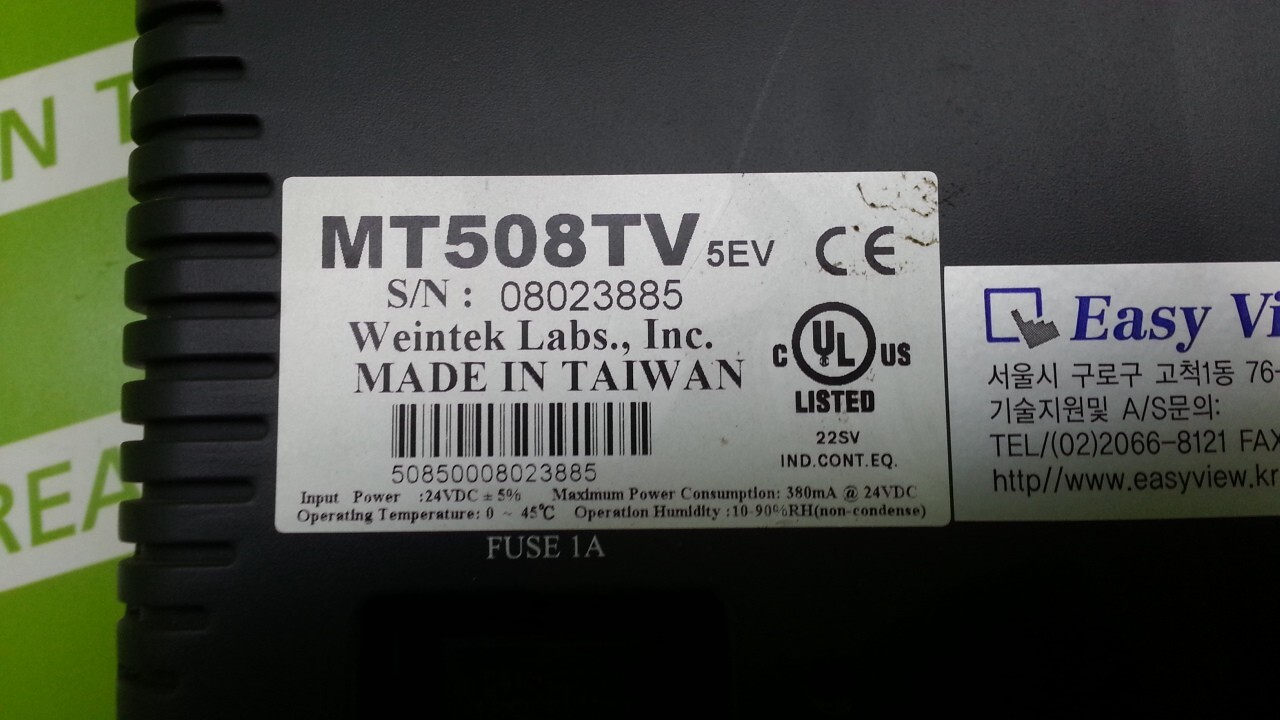 MT508TV 5EV CE
S/N : 08023885
Weintek Labs., Inc.
MADE IN TAIWAN
50850008023885
C UL US
LISTED
22SV
IND.CONT.EQ.
Input Power :24VDC ± 5% Maximum Power Consumption: 380mA @ 24VDC
Operating Temperature: 0 ~ 45℃ Operation Humidity :10-90%RH(non-condense)
FUSE 1A
Easy Vi
서울시 구로구 고척1동 76-
기술지원및 A/S문의:
TEL/(02)2066-8121 FAX
http//www.easyview.kr
N T
REA